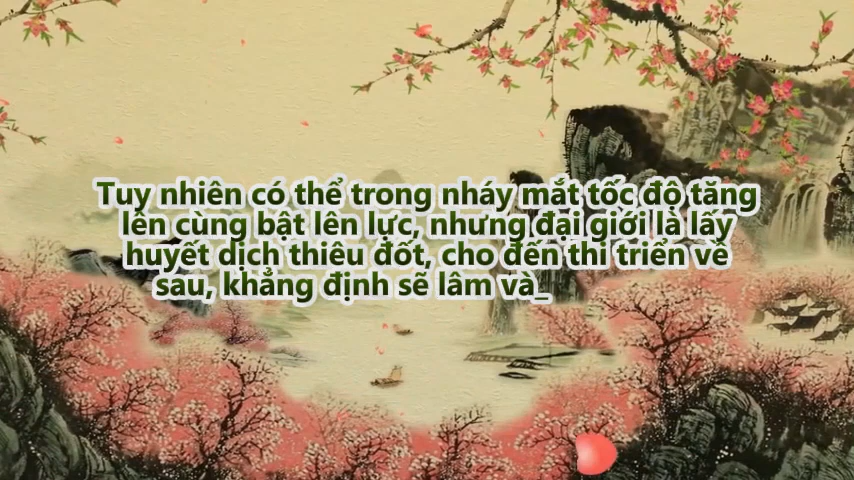 Tuy nhiên có thể trong nháy mắt tốc độ tăng
lên cùng bật lên lực, nhưng đại giới là lấy
huyết dịch thiêu đốt, cho đến thi triển về
sau, khẳng định sẽ lâm và_